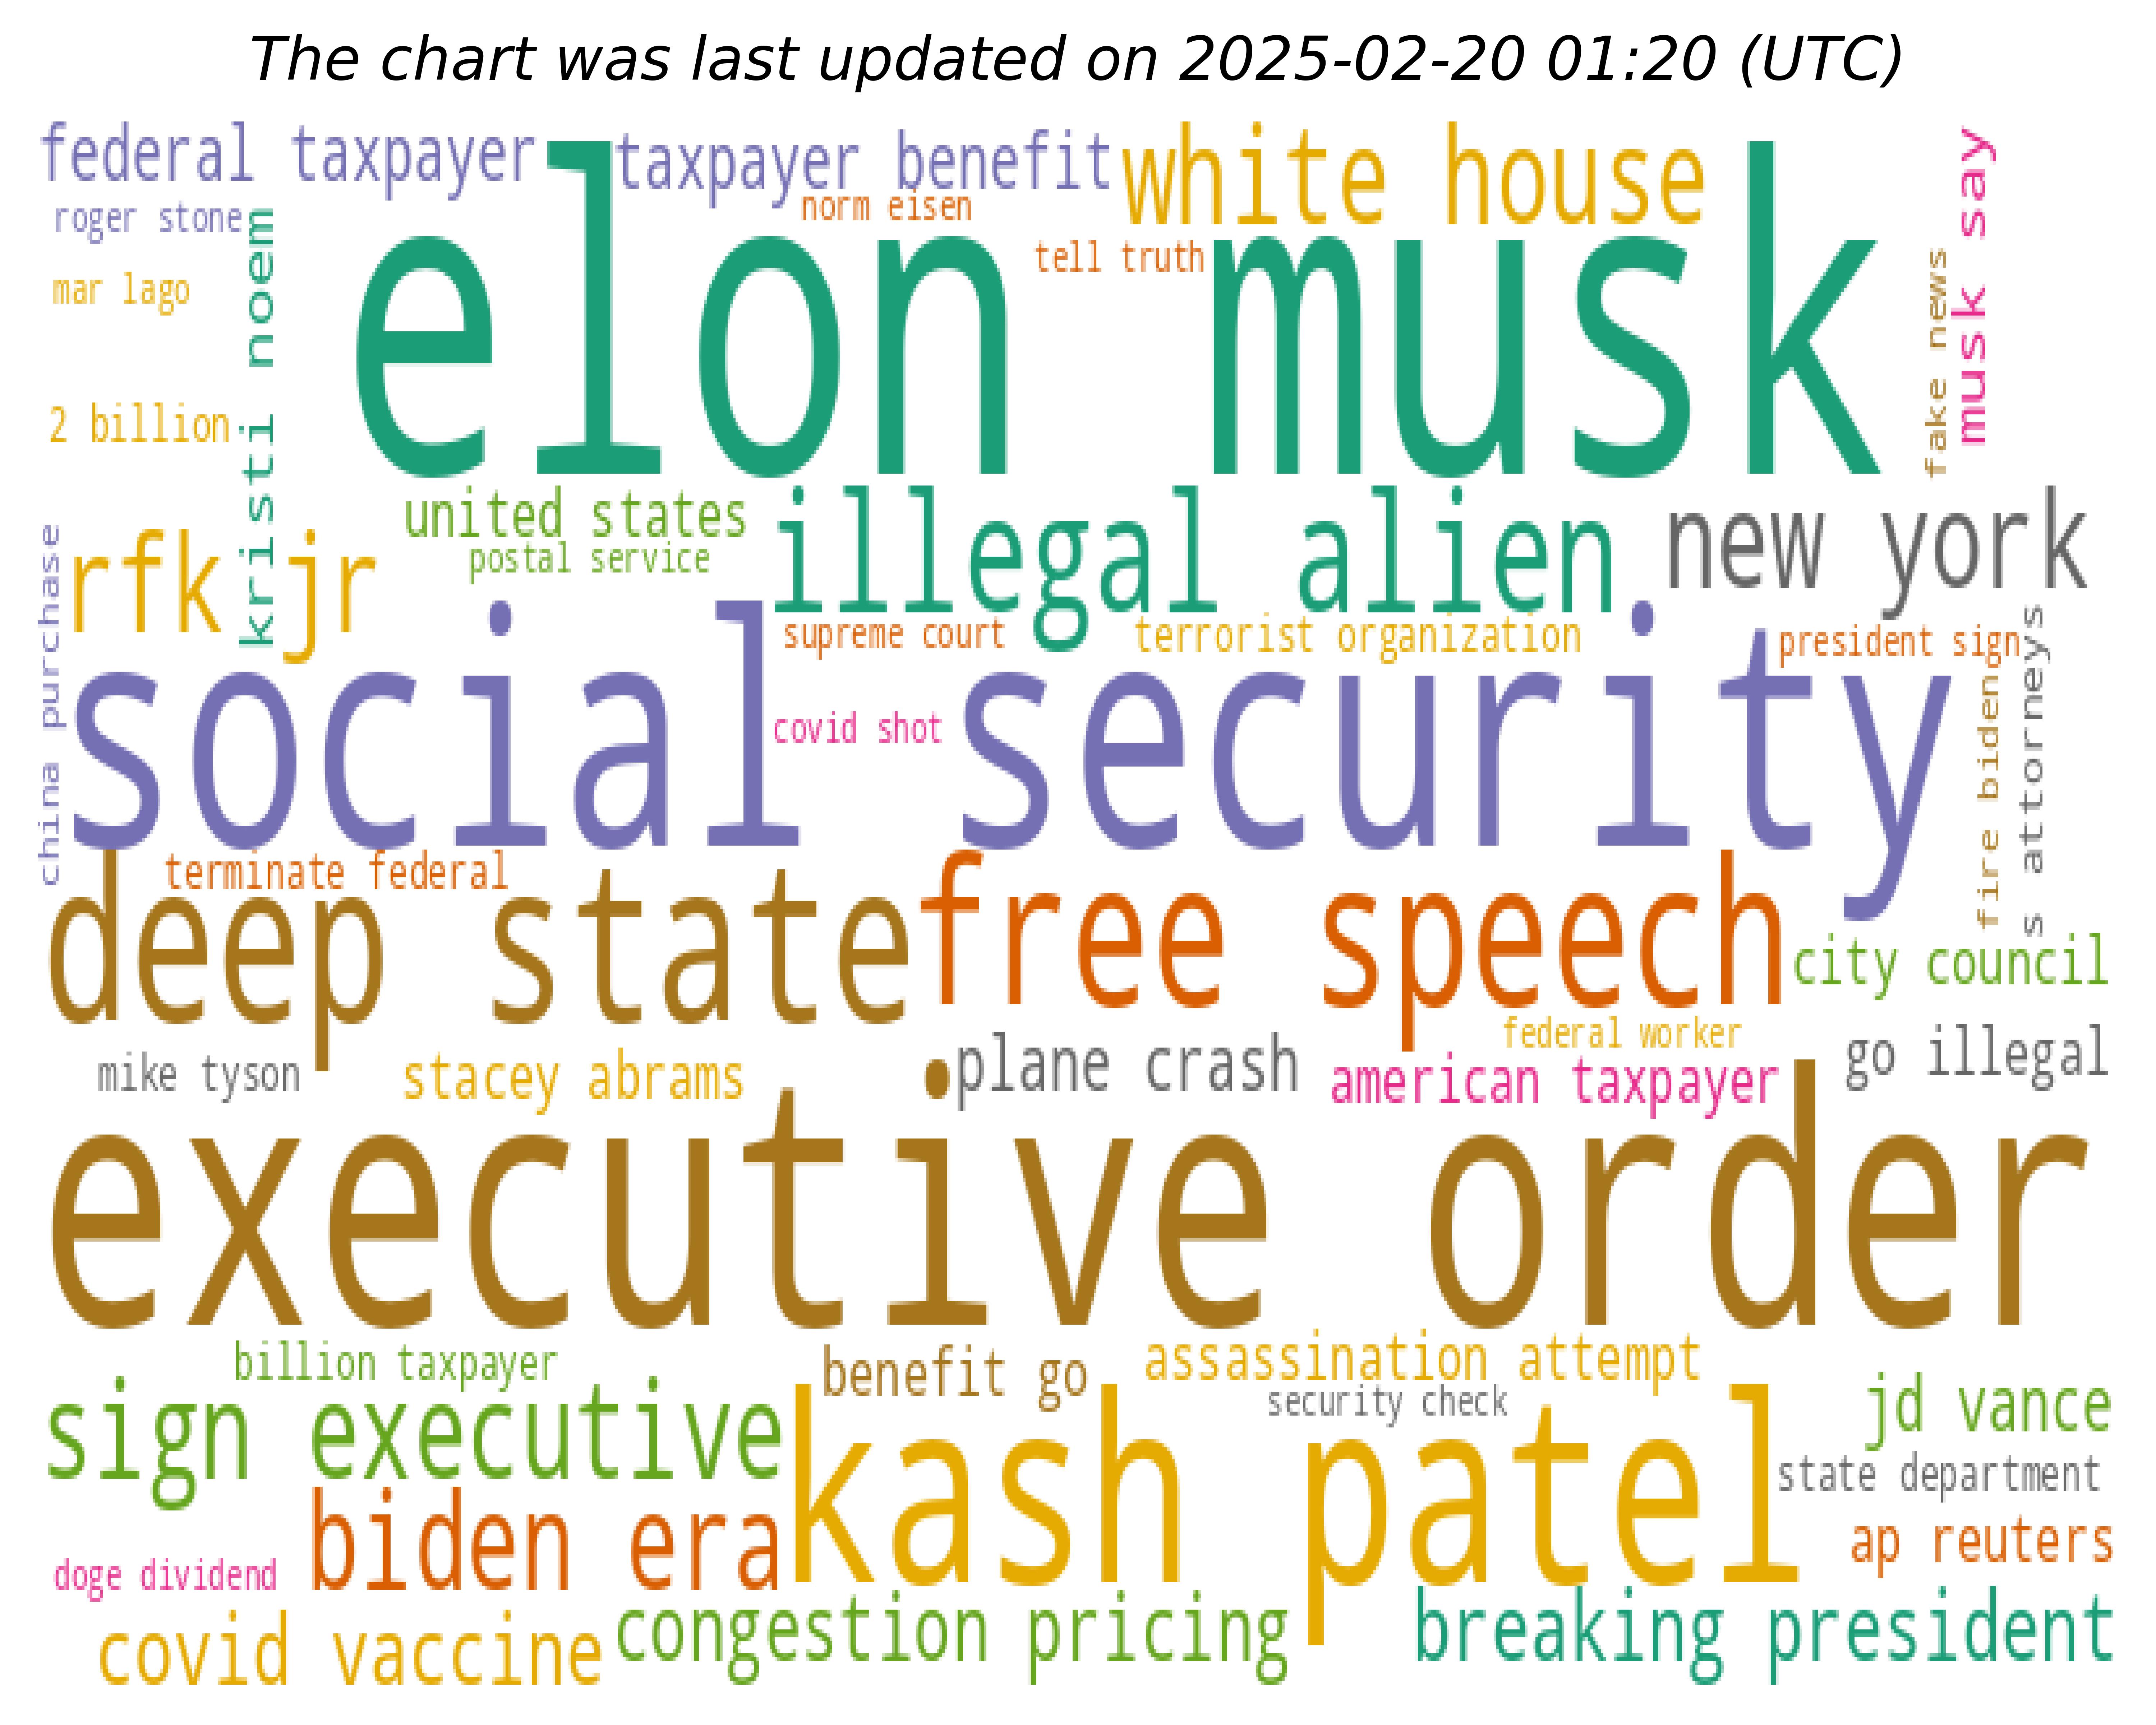 The chart was last updated on 2025-02-20 01:20 (UTC)
federal taxpayer
taxpayer benefit
white house
musk say
roger stone
norm eisen
kristi noem
elon musk
tell truth
fake news
mar lago
2 billion
united states
illegal alien
new york
postal service
rfk jr
china purchase
supreme court
terrorist organization
president sign
social security
covid shot
fire biden
s attorneys
terminate federal
deep state
free speech
city council
federal worker
mike tyson
stacey abrams
plane crash
american taxpayer
go illegal
executive order
billion taxpayer
benefit go
assassination attempt
security check
jd vance
sign executive
kash patel
state department
biden era
ap reuters
doge dividend
covid vaccine
congestion pricing
breaking president